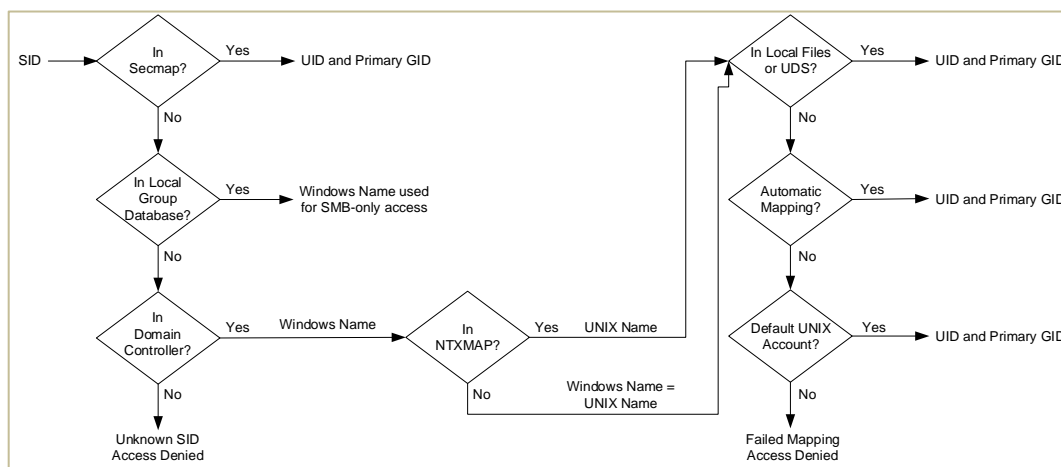 SID
In
Secmap?
Yes
UID and Primary GID
No
In Local
Group
Database?
Yes
Windows Name used
for SMB-only access
No
In
Domain
Controller?
Yes
Windows Name
No
Unknown SID
Access Denied
In
NTXMAP?
Yes
UNIX Name
No
Windows Name =
UNIX Name
In Local Files
or UDS?
Yes
UID and Primary GID
No
Automatic
Mapping?
Yes
UID and Primary GID
No
Default UNIX
Account?
Yes
UID and Primary GID
No
Failed Mapping
Access Denied